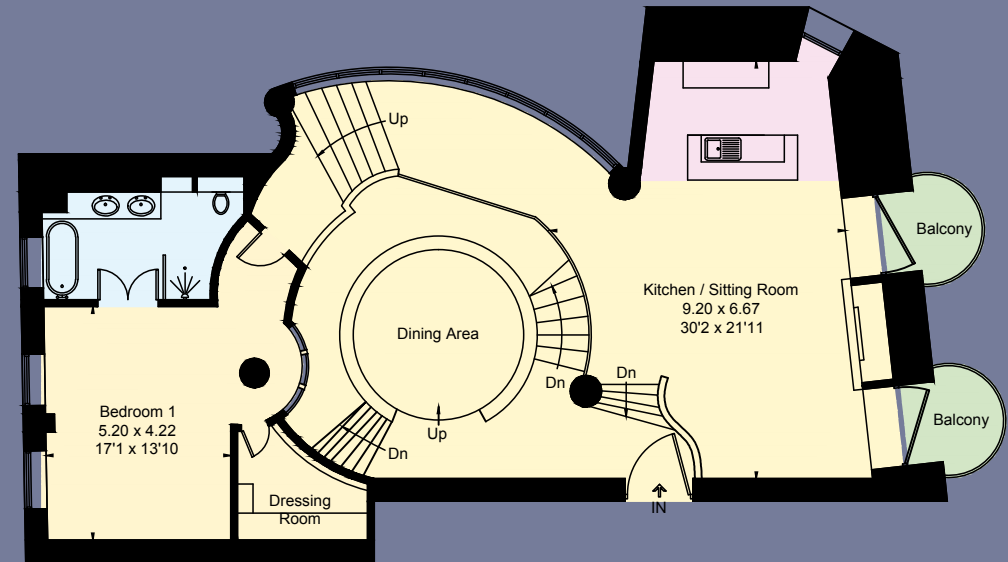 Up
Balcony
Kitchen / Sitting Room
9.20 x 6.67
30'2 x 21'11
Dining Area
Dn
Dn
Bedroom 1
5.20 x 4.22
17'1 x 13'10
Up
Dn
Balcony
Dressing
Room
IN